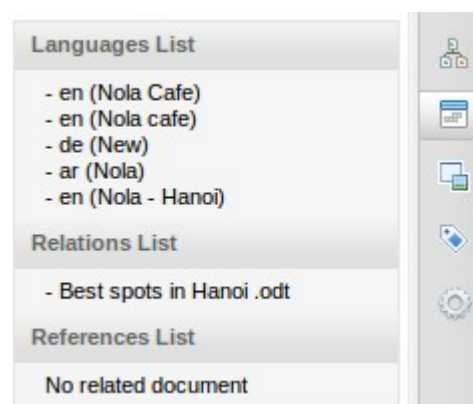 Languages List
- en (Nola Cafe)
- en (Nola cafe)
- de (New)
- ar (Nola)
- en (Nola - Hanoi)
Relations List
- Best spots in Hanoi .odt
References List
No related document